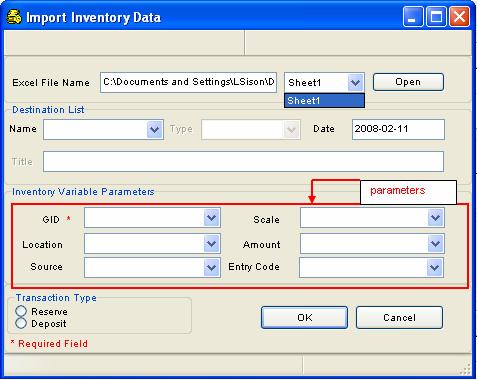 Import Inventory Data
Excel File Name C:\Documents and Settings\LSison\D Sheet1 Open
Sheet1
Destination List
Name Type Date 2008-02-11
Title
Inventory Variable Parameters parameters
GID * Scale
Location Amount
Source Entry Code
Transaction Type
Reserve
Deposit
OK Cancel
* Required Field